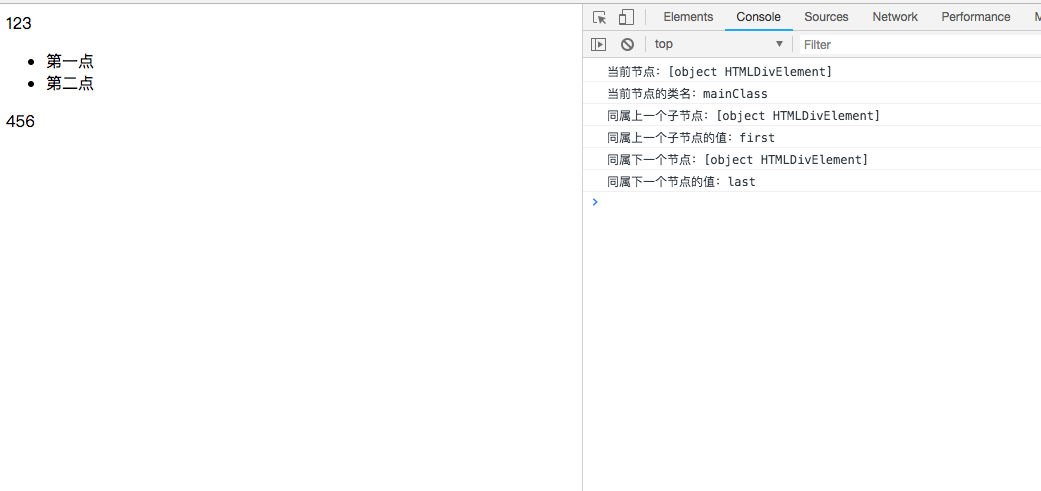 123
第一点
第二点
456
Elements Console Sources Network Performance
top Filter
当前节点: [object HTMLDivElement]
当前节点的类名: mainClass
同属上一个子节点: [object HTMLDivElement]
同属上一个子节点的值: first
同属下一个节点: [object HTMLDivElement]
同属下一个节点的值: last